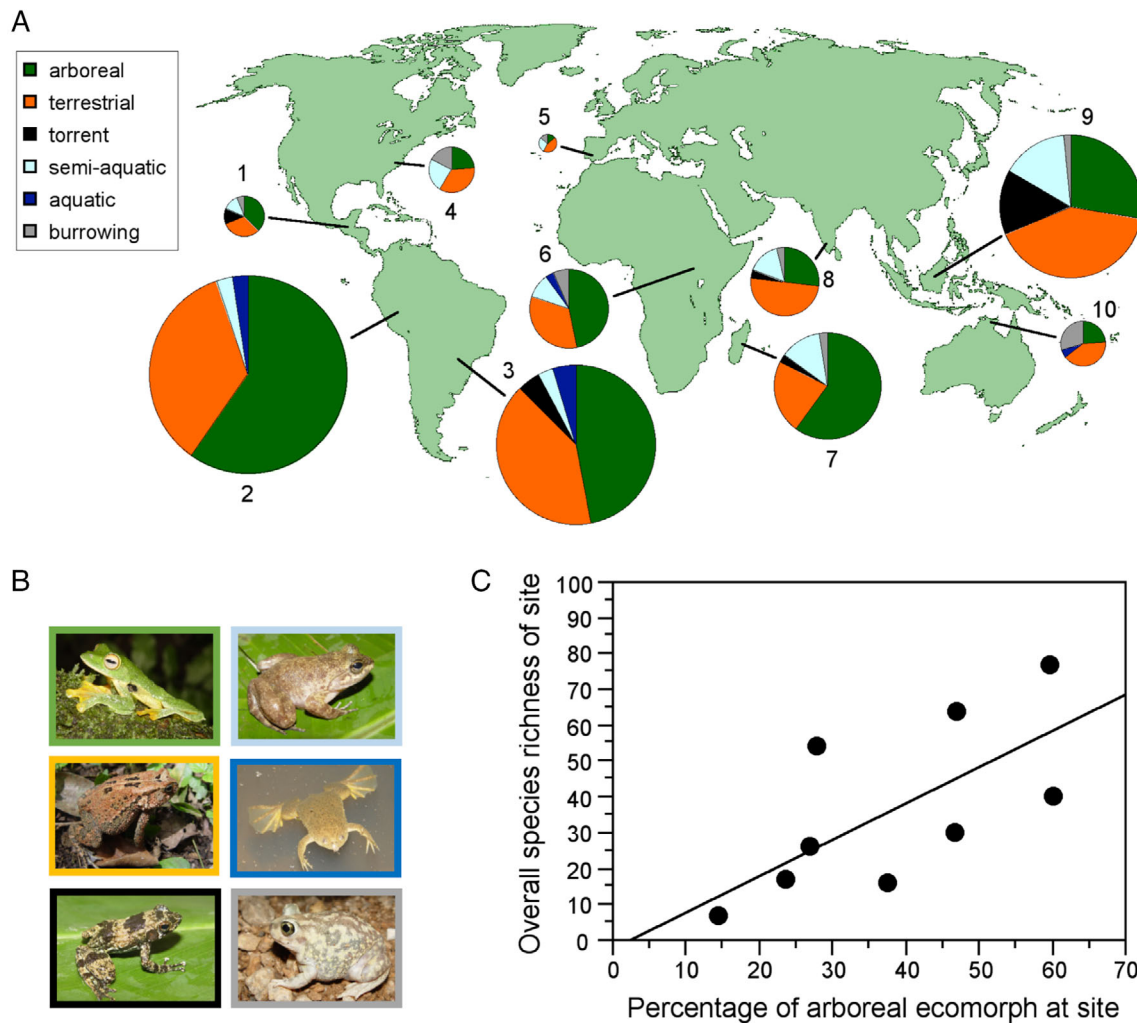 A
arboreal
terrestrial
torrent
semi-aquatic
aquatic
burrowing
1
2
3
4
5
6
7
8
9
10
B
C
Overall species richness of site
100
90
80
70
60
50
40
30
20
10
0
0 10 20 30 40 50 60 70
Percentage of arboreal ecomorph at site